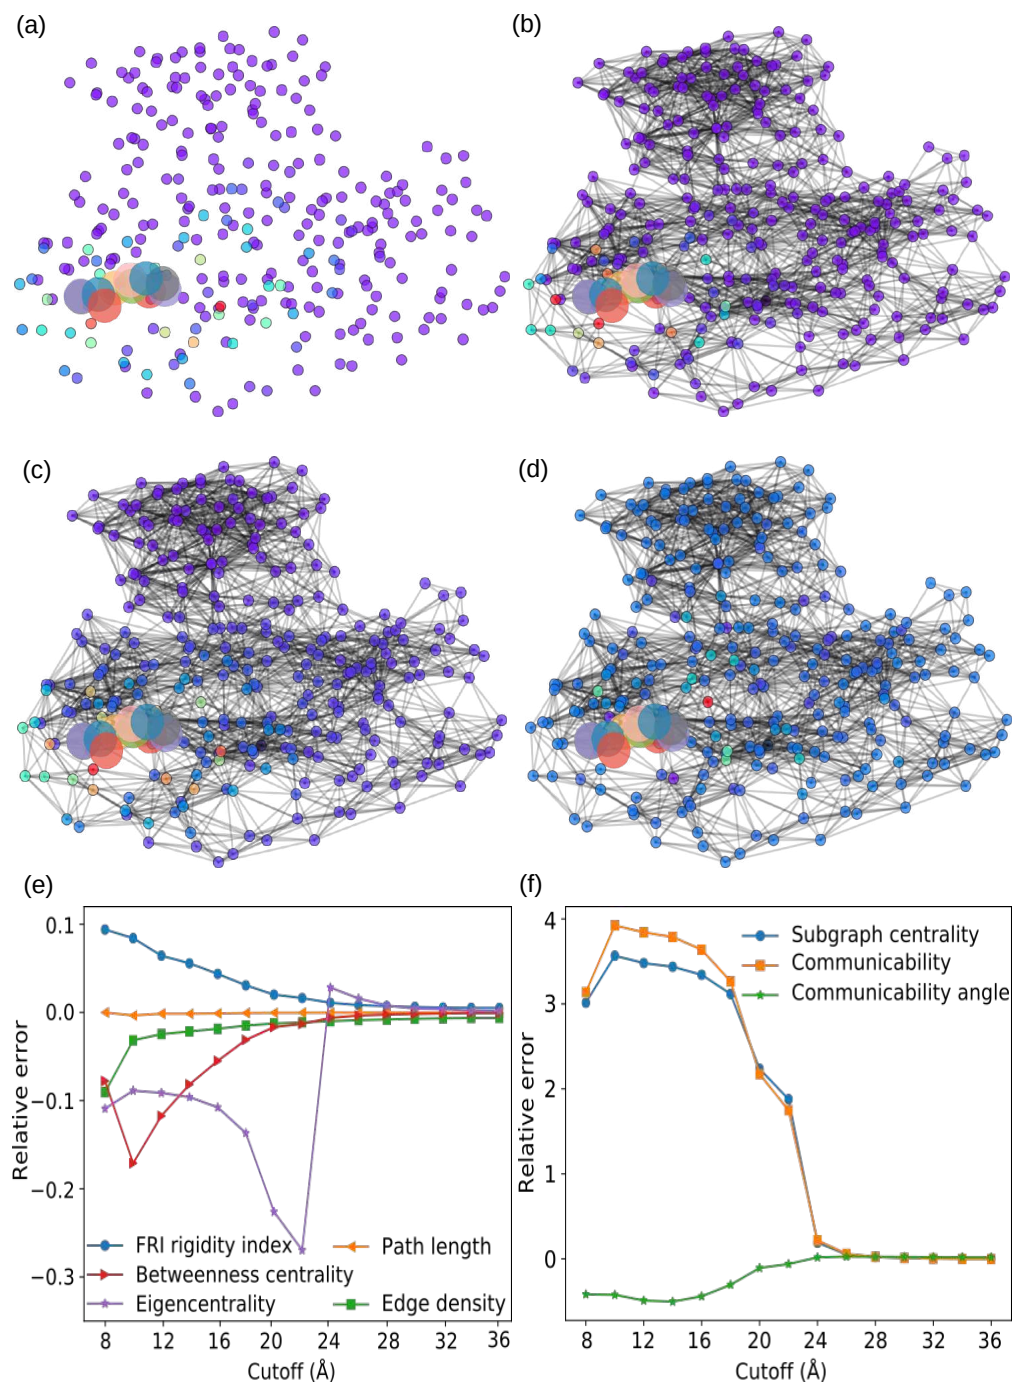 (a)
(b)
(c)
(d)
(e)
(f)
0.1
0.0
−0.1
−0.2
−0.3
Relative error
FRI rigidity index
Path length
Betweenness centrality
Eigencentrality
Edge density
8 12 16 20 24 28 32 36
Cutoff (Å)
4
3
2
1
0
Relative error
Subgraph centrality
Communicability
Communicability angle
8 12 16 20 24 28 32 36
Cutoff (Å)